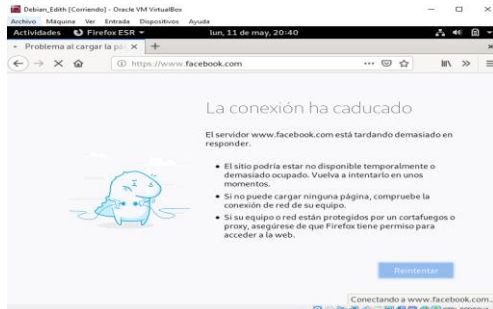 Debian_Edith [Corriendo] - Oracle VM VirtualBox
Archivo Máquina Ver Entrada Dispositivos Ayuda
Actividades Firefox ESR lun, 11 de may, 20:40
Problema al cargar la pá
https://www.facebook.com
La conexión ha caducado
El servidor www.facebook.com está tardando demasiado en
responder.
El sitio podría estar no disponible temporalmente o
demasiado ocupado. Vuelva a intentarlo en unos
momentos.
Si no puede cargar ninguna página, compruebe la
conexión de red de su equipo.
Si su equipo o red están protegidos por un cortafuegos o
proxy, asegúrese de que Firefox tiene permiso para
acceder a la web.
Reintentar
Conectando a www.facebook.com...